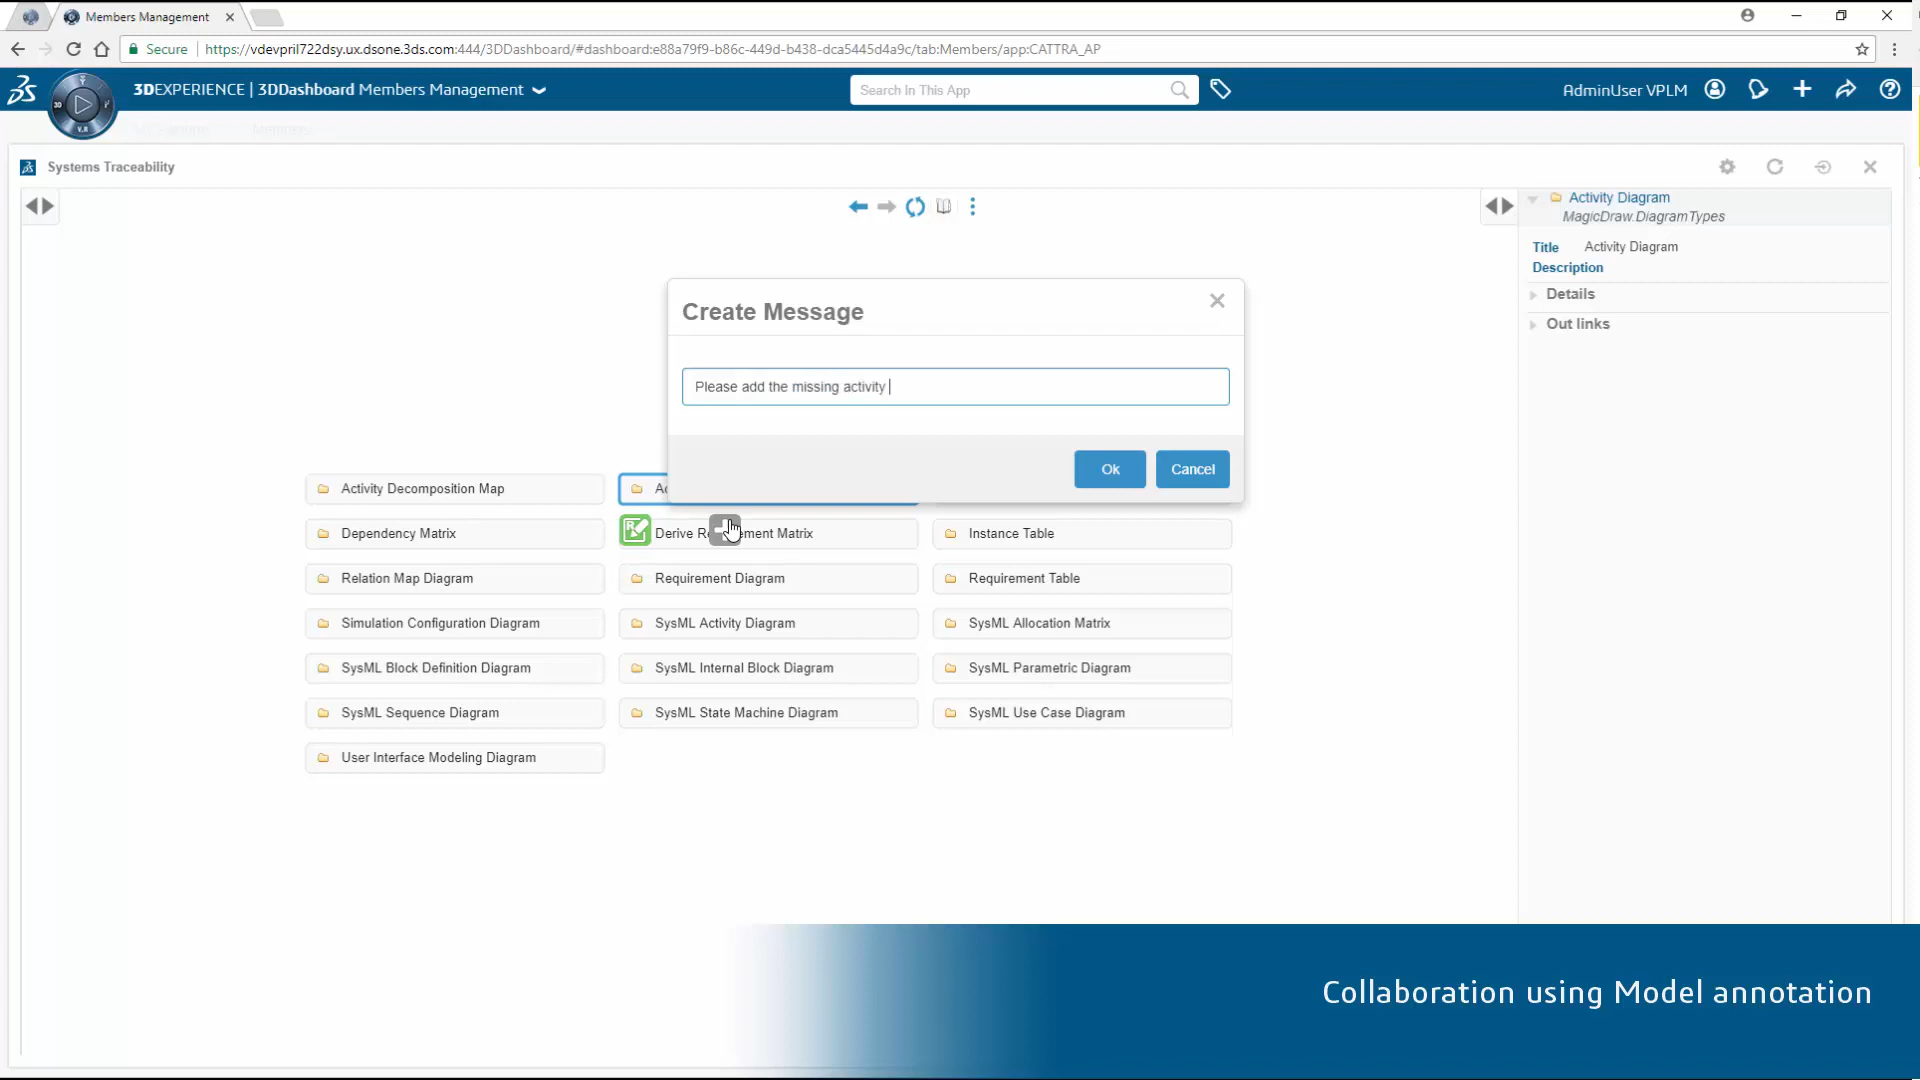 Members Management
Secure https://vdevpril722dsy.ux.dsone.3ds.com:444/3DDashboard/#dashboard:e88a79f9-b86c-449d-b438-dca5445d4a9c/tab:Members/app:CATTRA_AP
3DEXPERIENCE | 3DDashboard Members Management
Search In This App
AdminUser VPLM
3D
V.R
Members
Systems Traceability
Activity Diagram
MagicDraw.DiagramTypes
Title Activity Diagram
Description
Details
Out links
Create Message
Please add the missing activity
Ok Cancel
Activity Decomposition Map
Dependency Matrix Instance Table
Relation Map Diagram Requirement Diagram Requirement Table
Simulation Configuration Diagram SysML Activity Diagram SysML Allocation Matrix
SysML Block Definition Diagram SysML Internal Block Diagram SysML Parametric Diagram
SysML Sequence Diagram SysML State Machine Diagram SysML Use Case Diagram
User Interface Modeling Diagram
Collaboration using Model annotation